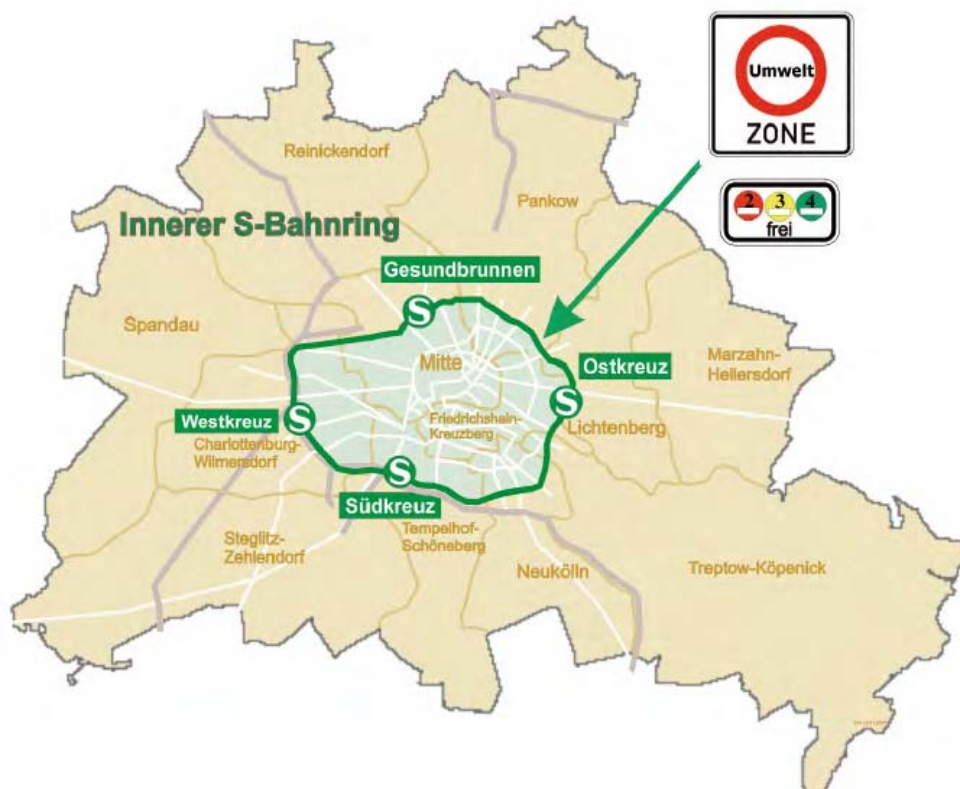 Umwelt
ZONE
2 3 4
frei
Reinickendorf
Pankow
Innerer S-Bahnring
Gesundbrunnen
S
Spandau
Mitte
Ostkreuz
Marzahn-
Hellersdorf
S
Westkreuz
S
Friedrichshain-
Kreuzberg
Lichtenberg
Charlottenburg-
Wilmersdorf
S
Südkreuz
Steglitz-
Zehlendorf
Tempelhof-
Schöneberg
Neukölln
Treptow-Köpenick